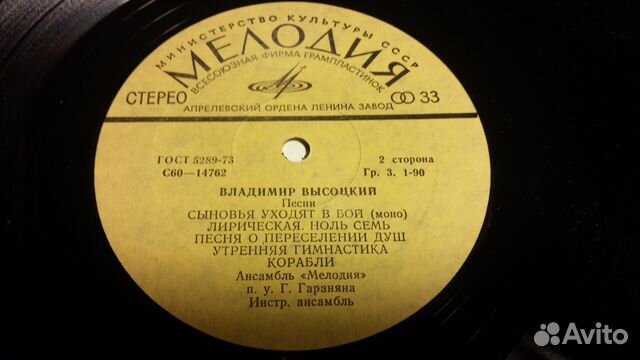 МИНИСТЕРСТВО КУЛЬТУРЫ СССР
МЕЛОДИЯ
ВСЕСОЮЗНАЯ ФИРМА ГРАМПЛАСТИНОК
СТЕРЕО 33
АПРЕЛЕВСКИЙ ОРДЕНА ЛЕНИНА ЗАВОД
ГОСТ 5289-73 2 сторона
С60—14762 Гр. 3. 1-90
ВЛАДИМИР ВЫСОЦКИЙ
Песни
СЫНОВЬЯ УХОДЯТ В БОЙ (моно)
ЛИРИЧЕСКАЯ. НОЛЬ СЕМЬ
ПЕСНЯ О ПЕРЕСЕЛЕНИИ ДУШ
УТРЕННЯЯ ГИМНАСТИКА
КОРАБЛИ
Ансамбль «Мелодия»
п. у. Г. Гараняна
Инстр. ансамбль
Avito